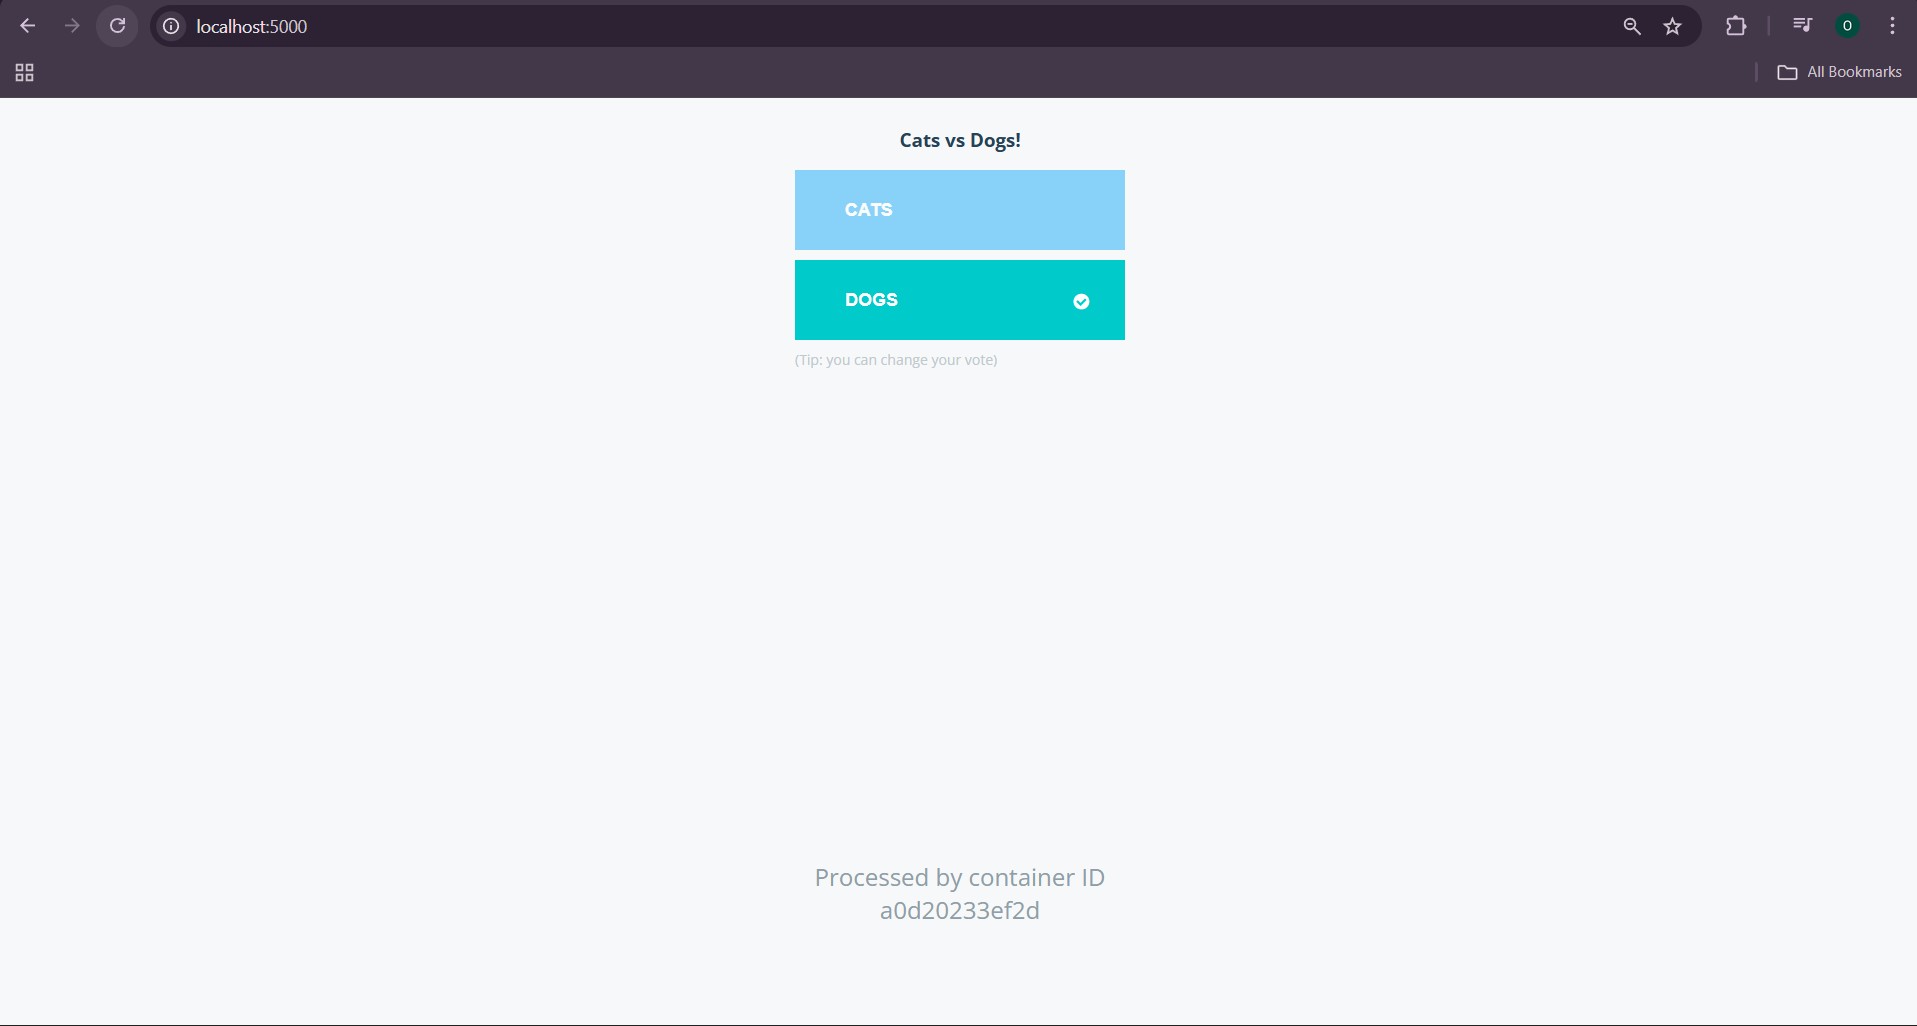 localhost:5000
O
All Bookmarks
Cats vs Dogs!
CATS
DOGS
(Tip: you can change your vote)
Processed by container ID
a0d20233ef2d